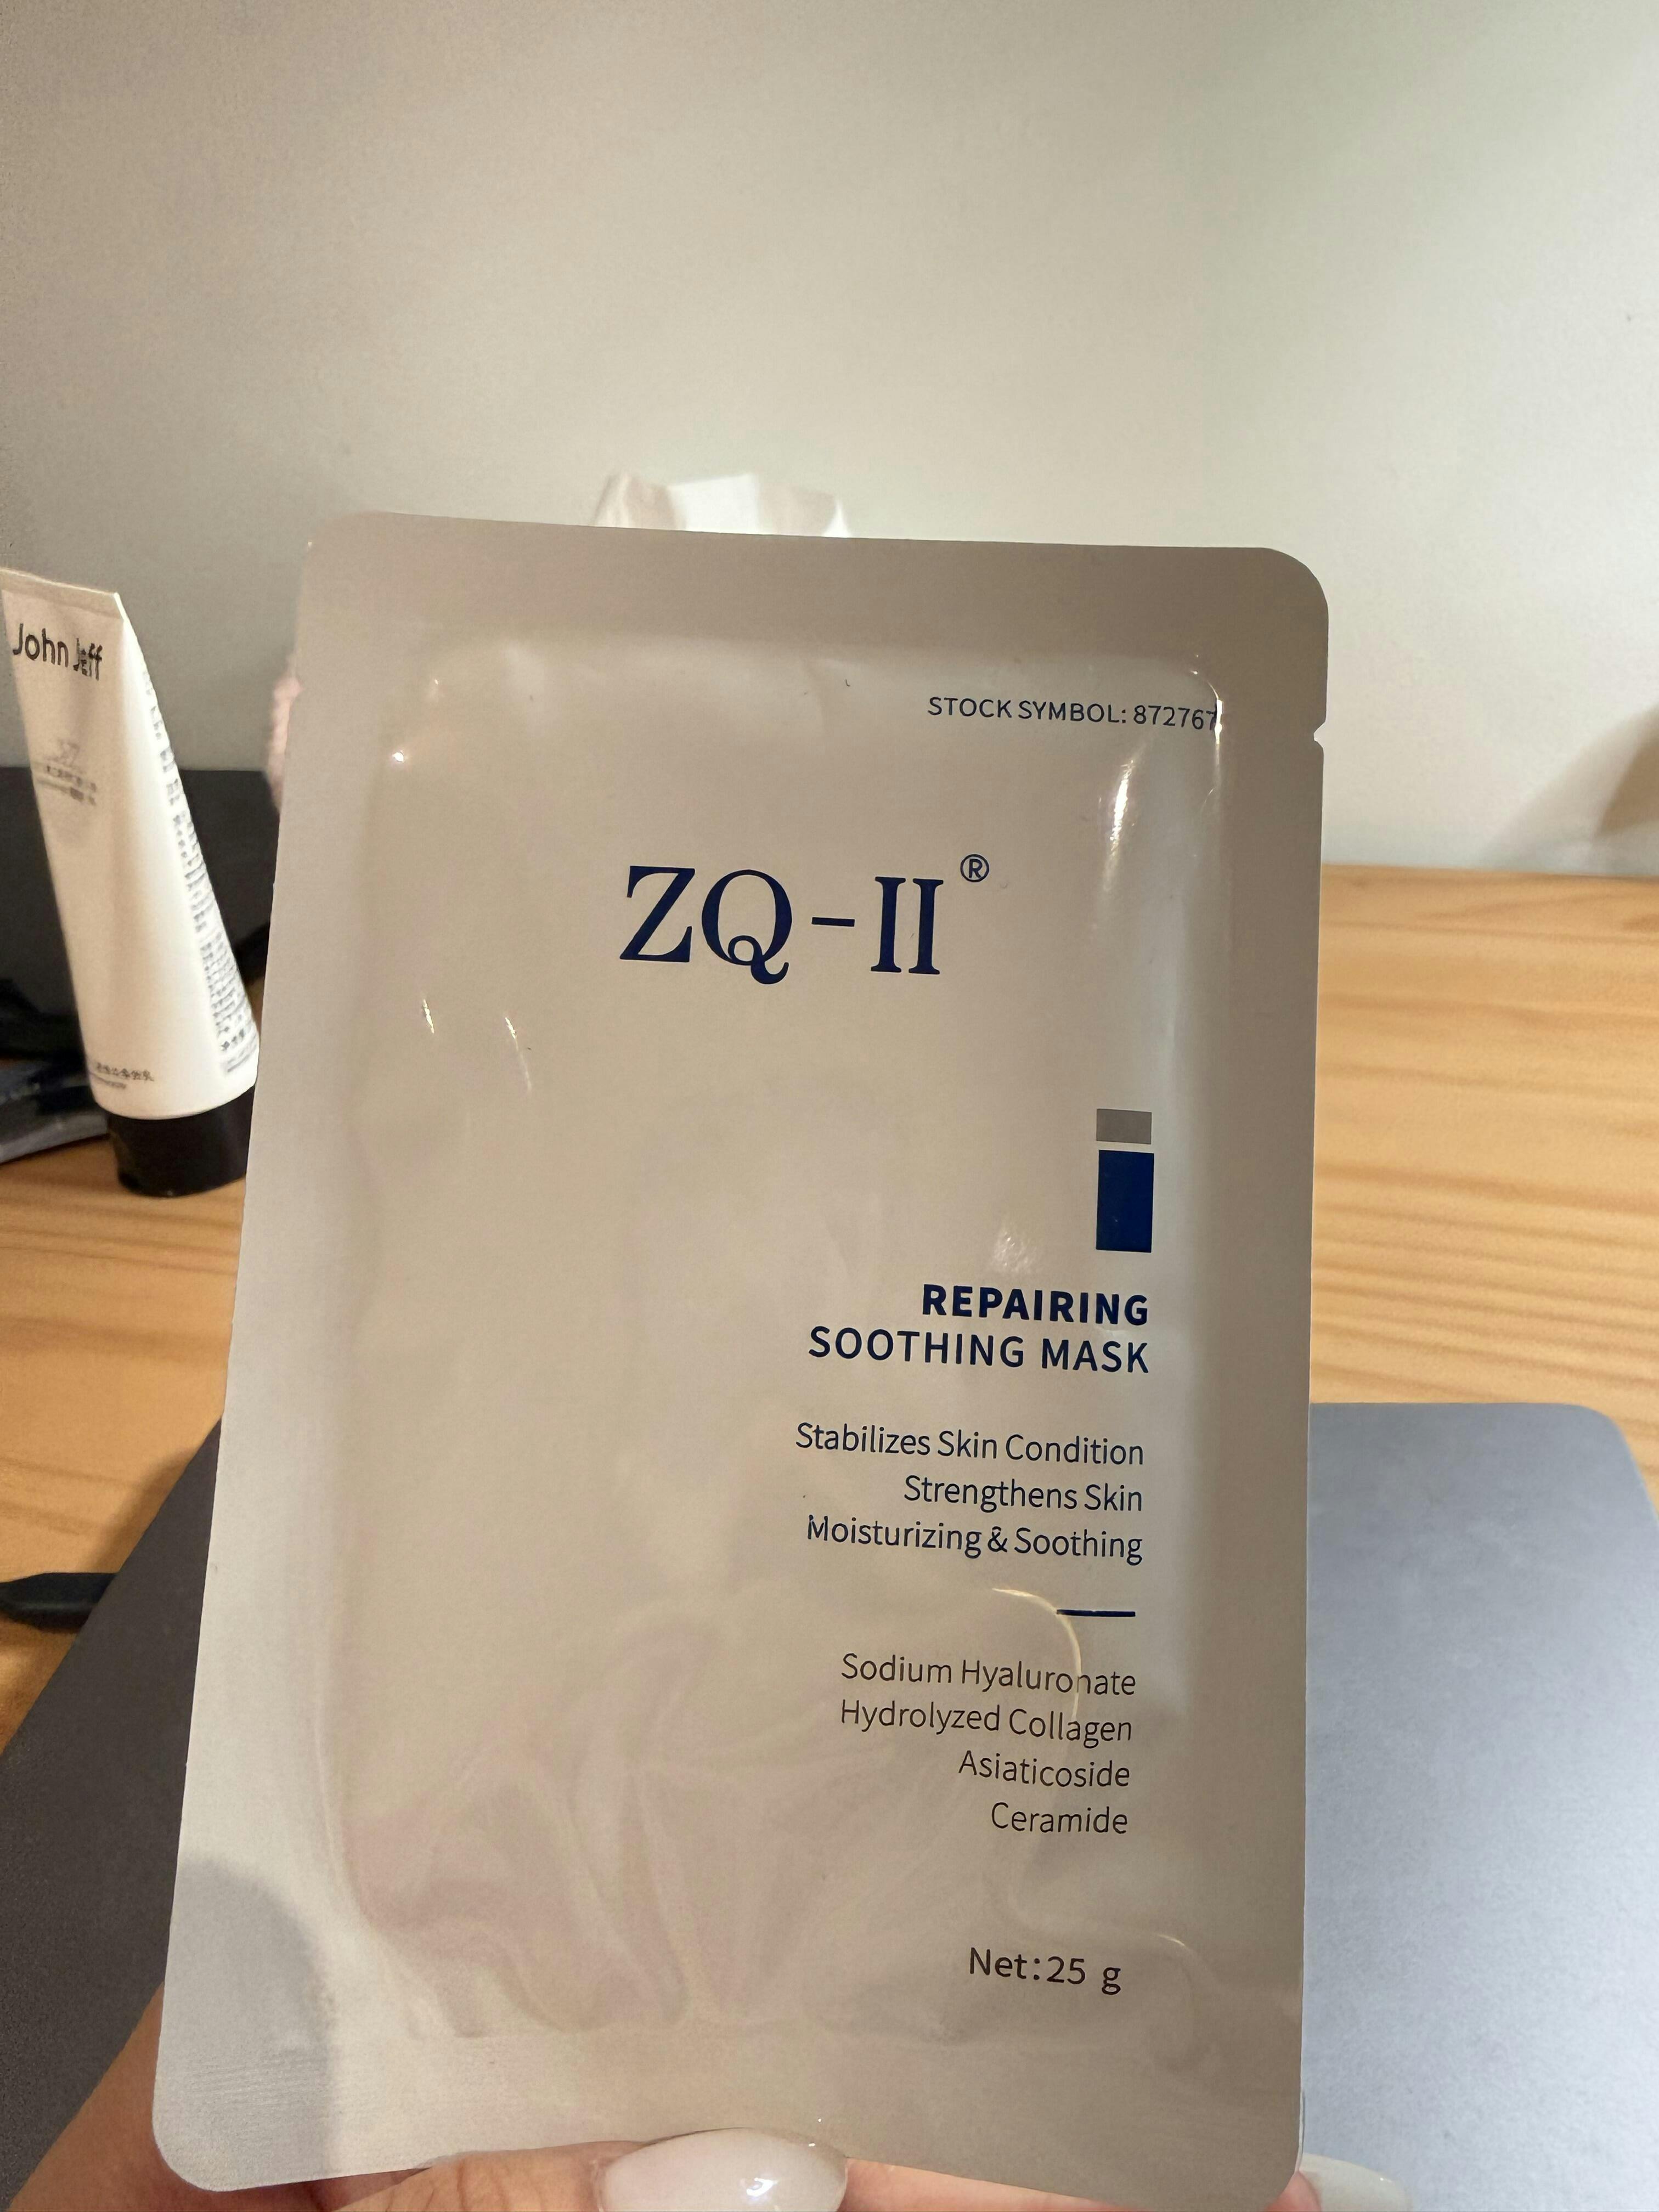 John Jeff
STOCK SYMBOL: 872767
ZQ-II®
REPAIRING
SOOTHING MASK
Stabilizes Skin Condition
Strengthens Skin
Moisturizing & Soothing
Sodium Hyaluronate
Hydrolyzed Collagen
Asiaticoside
Ceramide
Net:25 g